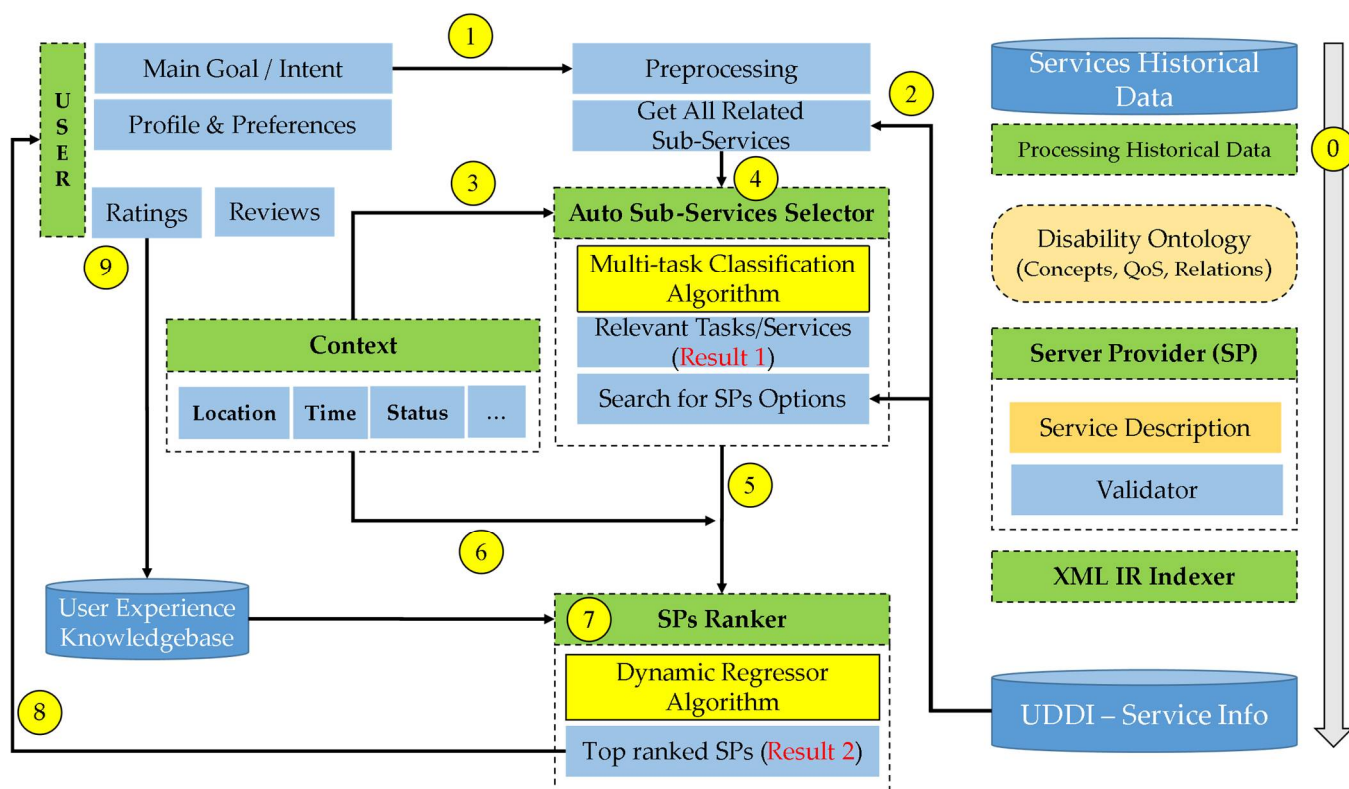 1
USER
Main Goal / Intent
Profile & Preferences
Preprocessing
Get All Related
Sub-Services
2
Services Historical
Data
Processing Historical Data
0
Ratings
Reviews
9
3
4
Auto Sub-Services Selector
Multi-task Classification
Algorithm
Relevant Tasks/Services
(Result 1)
Search for SPs Options
Disability Ontology
(Concepts, QoS, Relations)
Context
Location
Time
Status
...
Server Provider (SP)
Service Description
Validator
5
6
XML IR Indexer
User Experience
Knowledgebase
7
SPs Ranker
Dynamic Regressor
Algorithm
Top ranked SPs (Result 2)
8
UDDI – Service Info